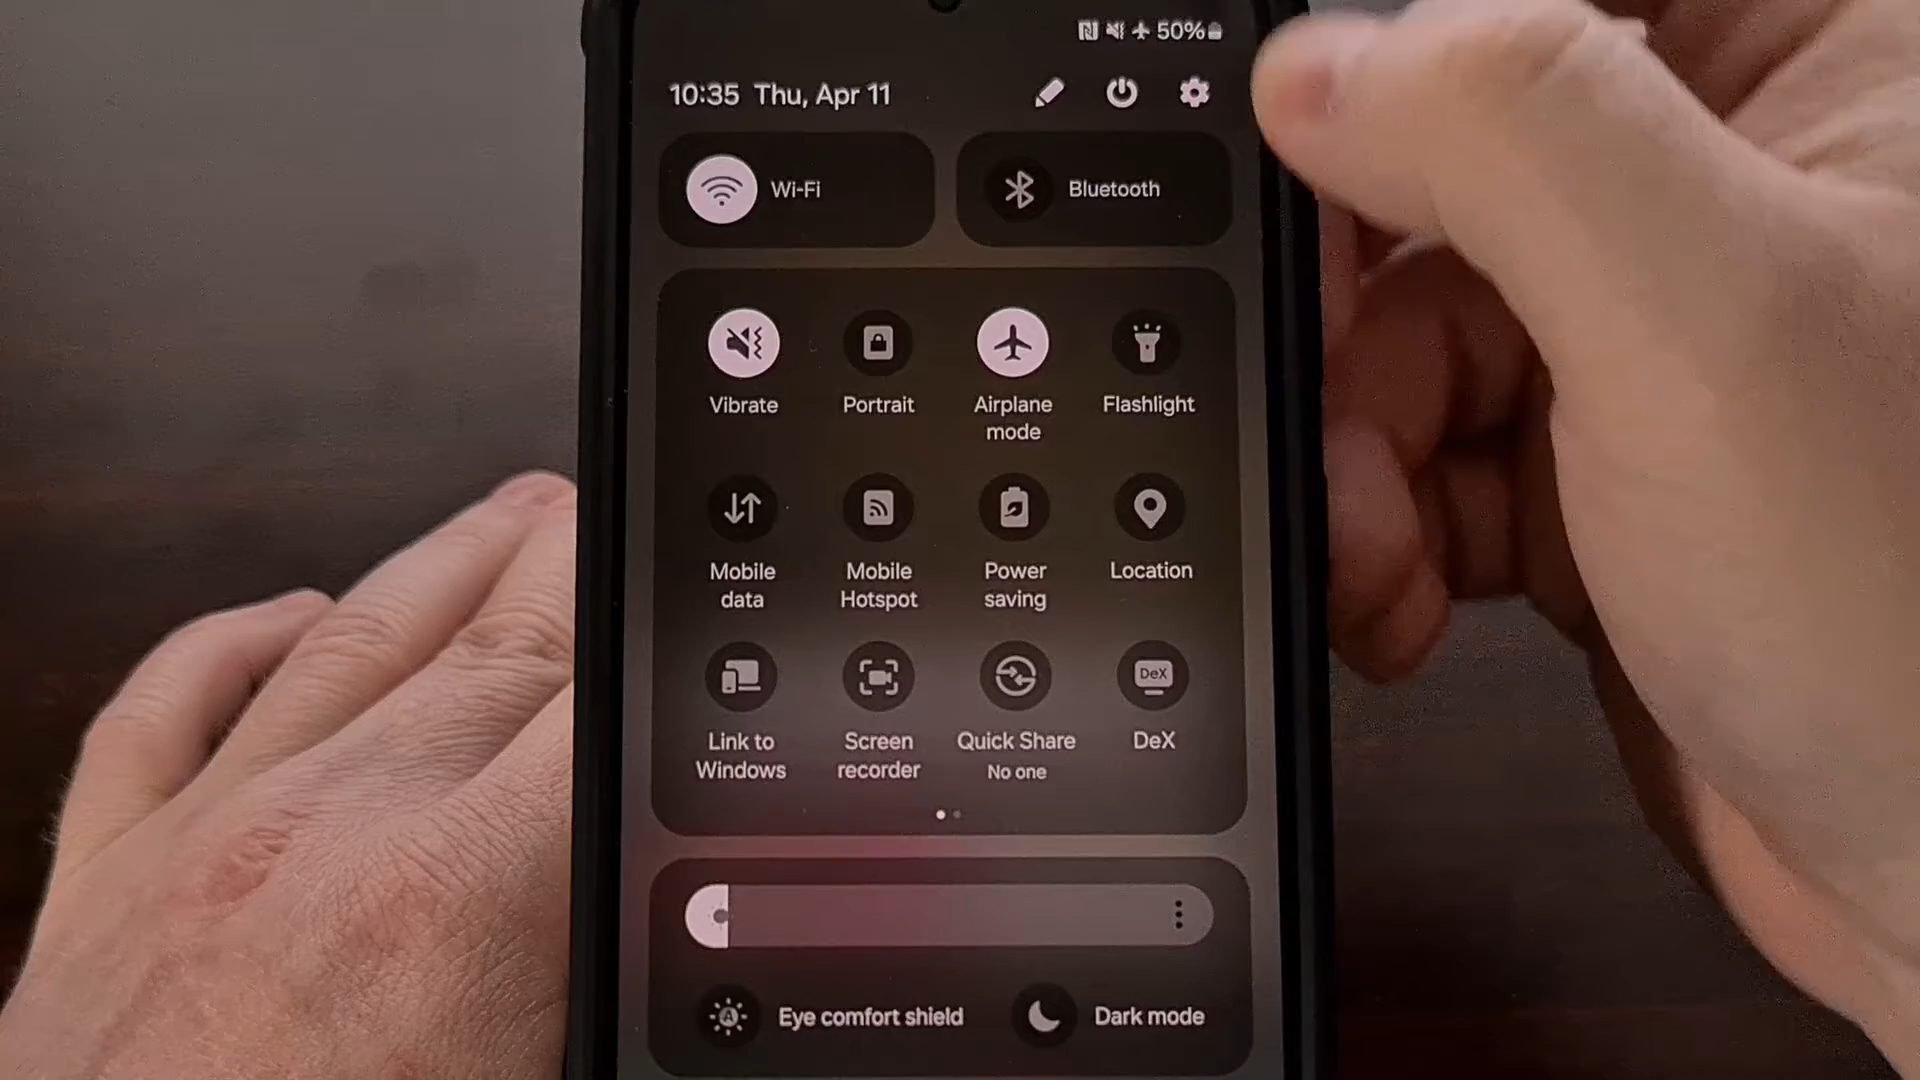 50%
10:35 Thu, Apr 11
Wi-Fi
Bluetooth
Vibrate
Portrait
Airplane
mode
Flashlight
Mobile
data
Mobile
Hotspot
Power
saving
Location
Link to
Windows
Screen
recorder
Quick Share
No one
DeX
DeX
Eye comfort shield
Dark mode